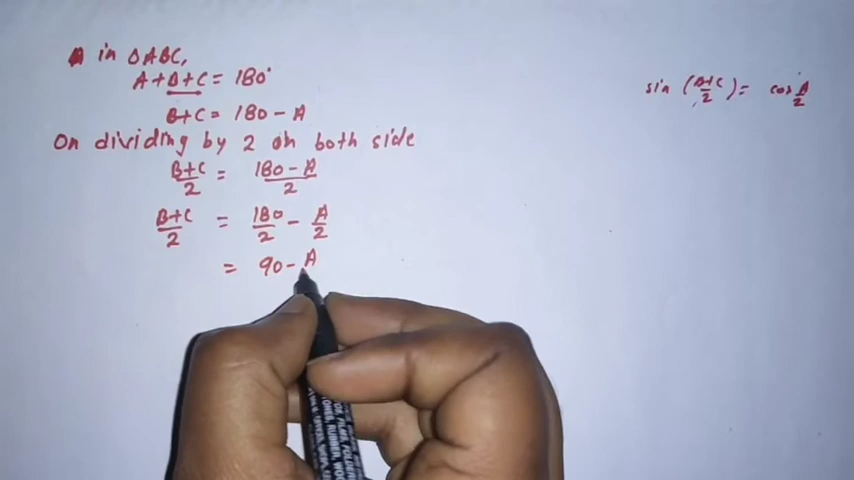 in ΔABC,
A+B+C = 180°
B+C = 180 - A
On dividing by 2 on both side
B+C/2 = 180-A/2
B+C/2 = 180/2 - A/2
= 90 - A
sin (B+C/2) = cos A/2